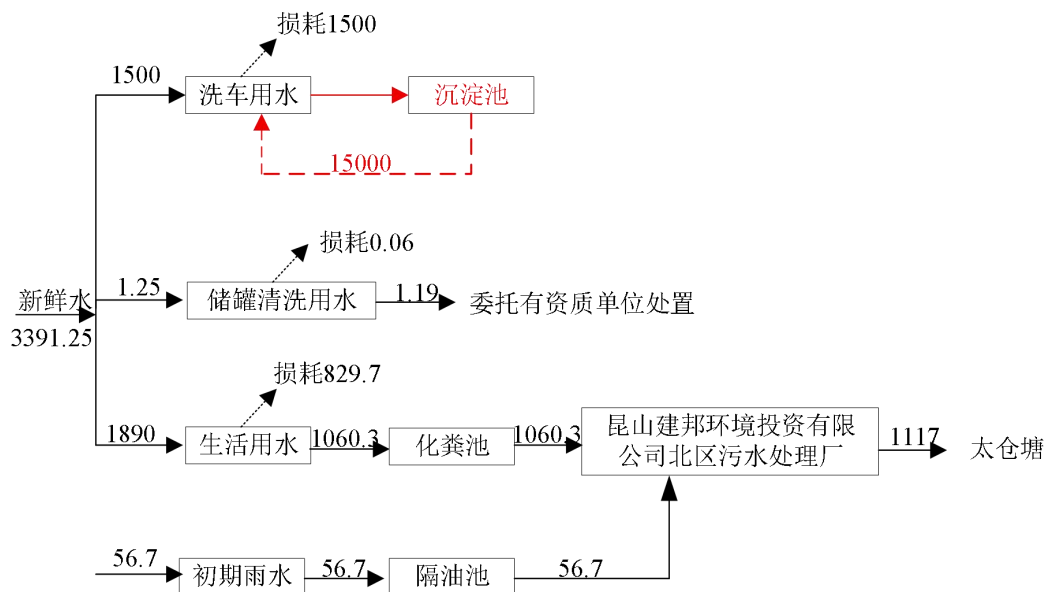 损耗1500
1500
洗车用水
沉淀池
15000
损耗0.06
新鲜水
1.25
储罐清洗用水
1.19
委托有资质单位处置
3391.25
损耗829.7
1890
生活用水
1060.3
化粪池
1060.3
昆山建邦环境投资有限
公司北区污水处理厂
1117
太仓塘
56.7
初期雨水
56.7
隔油池
56.7